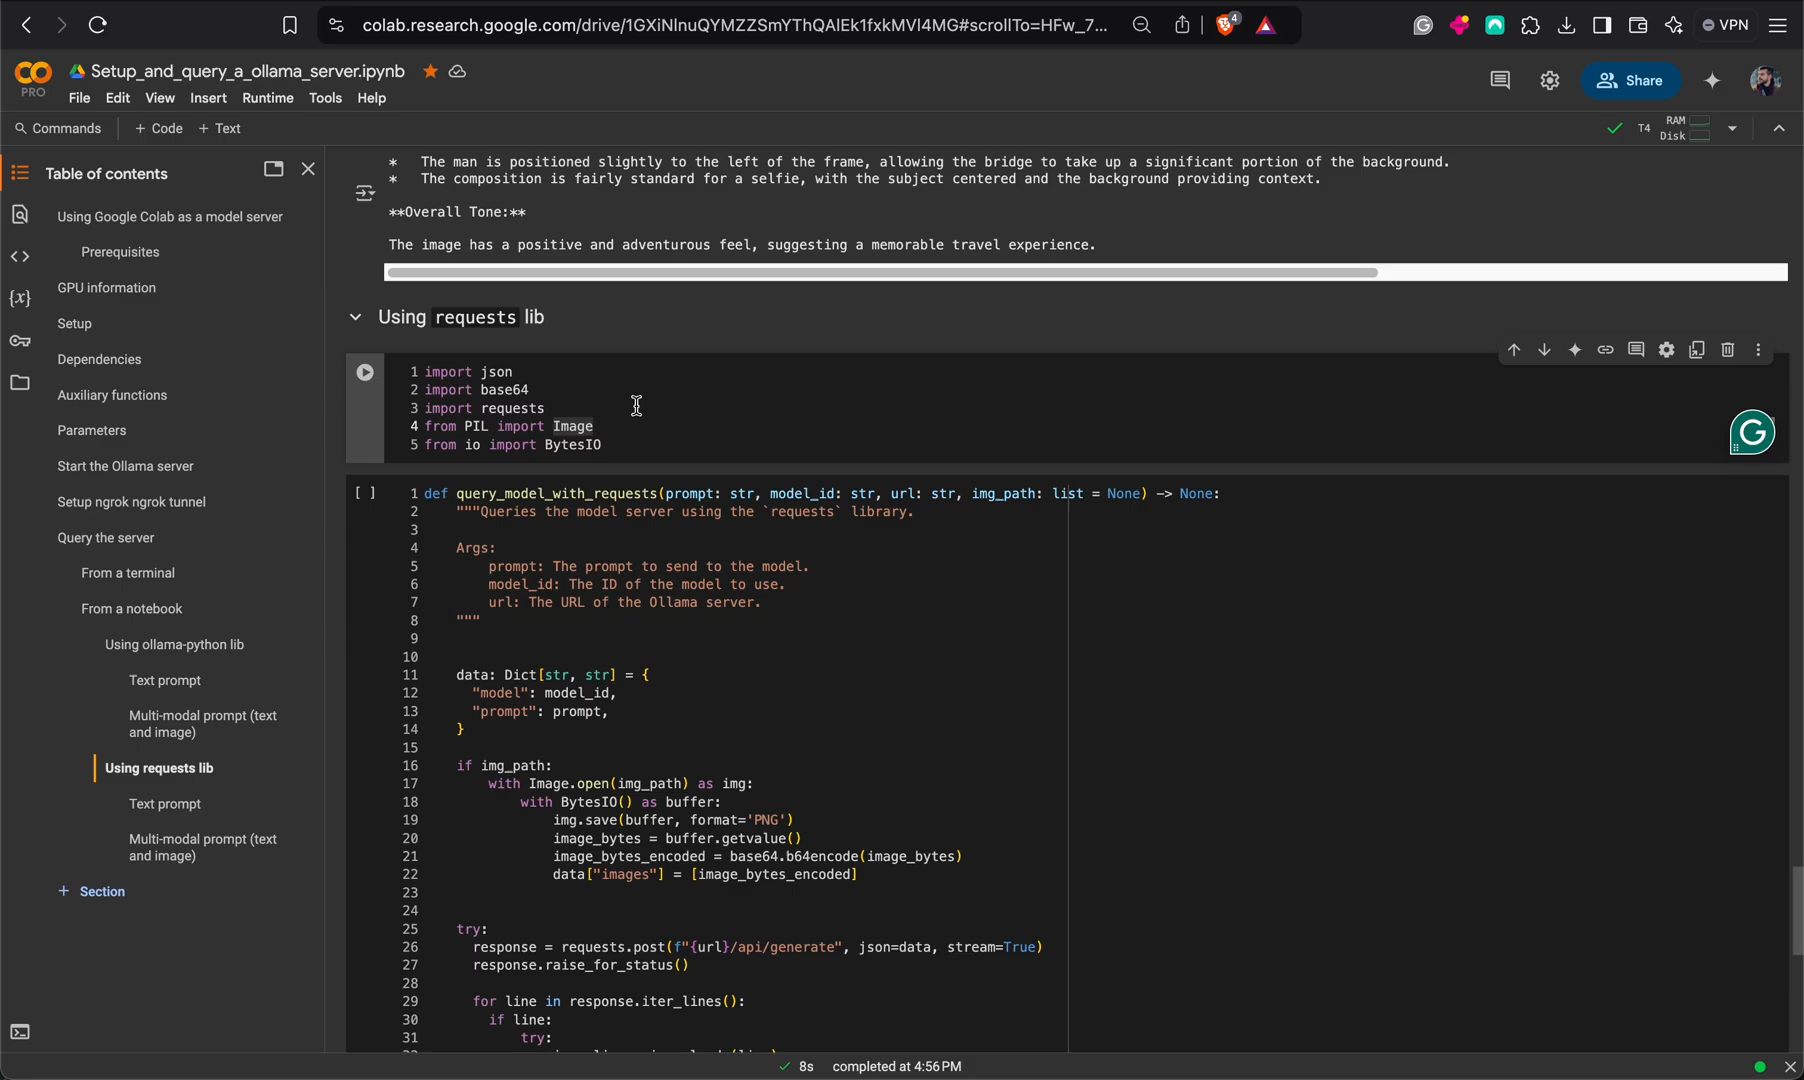 colab.research.google.com/drive/1GXiNlnuQYMZZSmYThQAlEk1fxkMVl4MG#scrollTo=HFw_7...
4
VPN
PRO
Setup_and_query_a_ollama_server.ipynb
File Edit View Insert Runtime Tools Help
Share
Commands + Code + Text
T4 RAM
Disk
Table of contents
Using Google Colab as a model server
Prerequisites
GPU information
Setup
Dependencies
Auxiliary functions
Parameters
Start the Ollama server
Setup ngrok ngrok tunnel
Query the server
From a terminal
From a notebook
Using ollama-python lib
Text prompt
Multi-modal prompt (text
and image)
Using requests lib
Text prompt
Multi-modal prompt (text
and image)
+ Section
* The man is positioned slightly to the left of the frame, allowing the bridge to take up a significant portion of the background.
* The composition is fairly standard for a selfie, with the subject centered and the background providing context.
**Overall Tone:**
The image has a positive and adventurous feel, suggesting a memorable travel experience.
Using requests lib
1 import json
2 import base64
3 import requests
4 from PIL import Image
5 from io import BytesIO
[ ] 1 def query_model_with_requests(prompt: str, model_id: str, url: str, img_path: list = None) -> None:
2 """Queries the model server using the `requests` library.
3
4 Args:
5 prompt: The prompt to send to the model.
6 model_id: The ID of the model to use.
7 url: The URL of the Ollama server.
8 """
9
10
11 data: Dict[str, str] = {
12 "model": model_id,
13 "prompt": prompt,
14 }
15
16 if img_path:
17 with Image.open(img_path) as img:
18 with BytesIO() as buffer:
19 img.save(buffer, format='PNG')
20 image_bytes = buffer.getvalue()
21 image_bytes_encoded = base64.b64encode(image_bytes)
22 data["images"] = [image_bytes_encoded]
23
24
25 try:
26 response = requests.post(f"{url}/api/generate", json=data, stream=True)
27 response.raise_for_status()
28
29 for line in response.iter_lines():
30 if line:
31 try:
8s completed at 4:56 PM